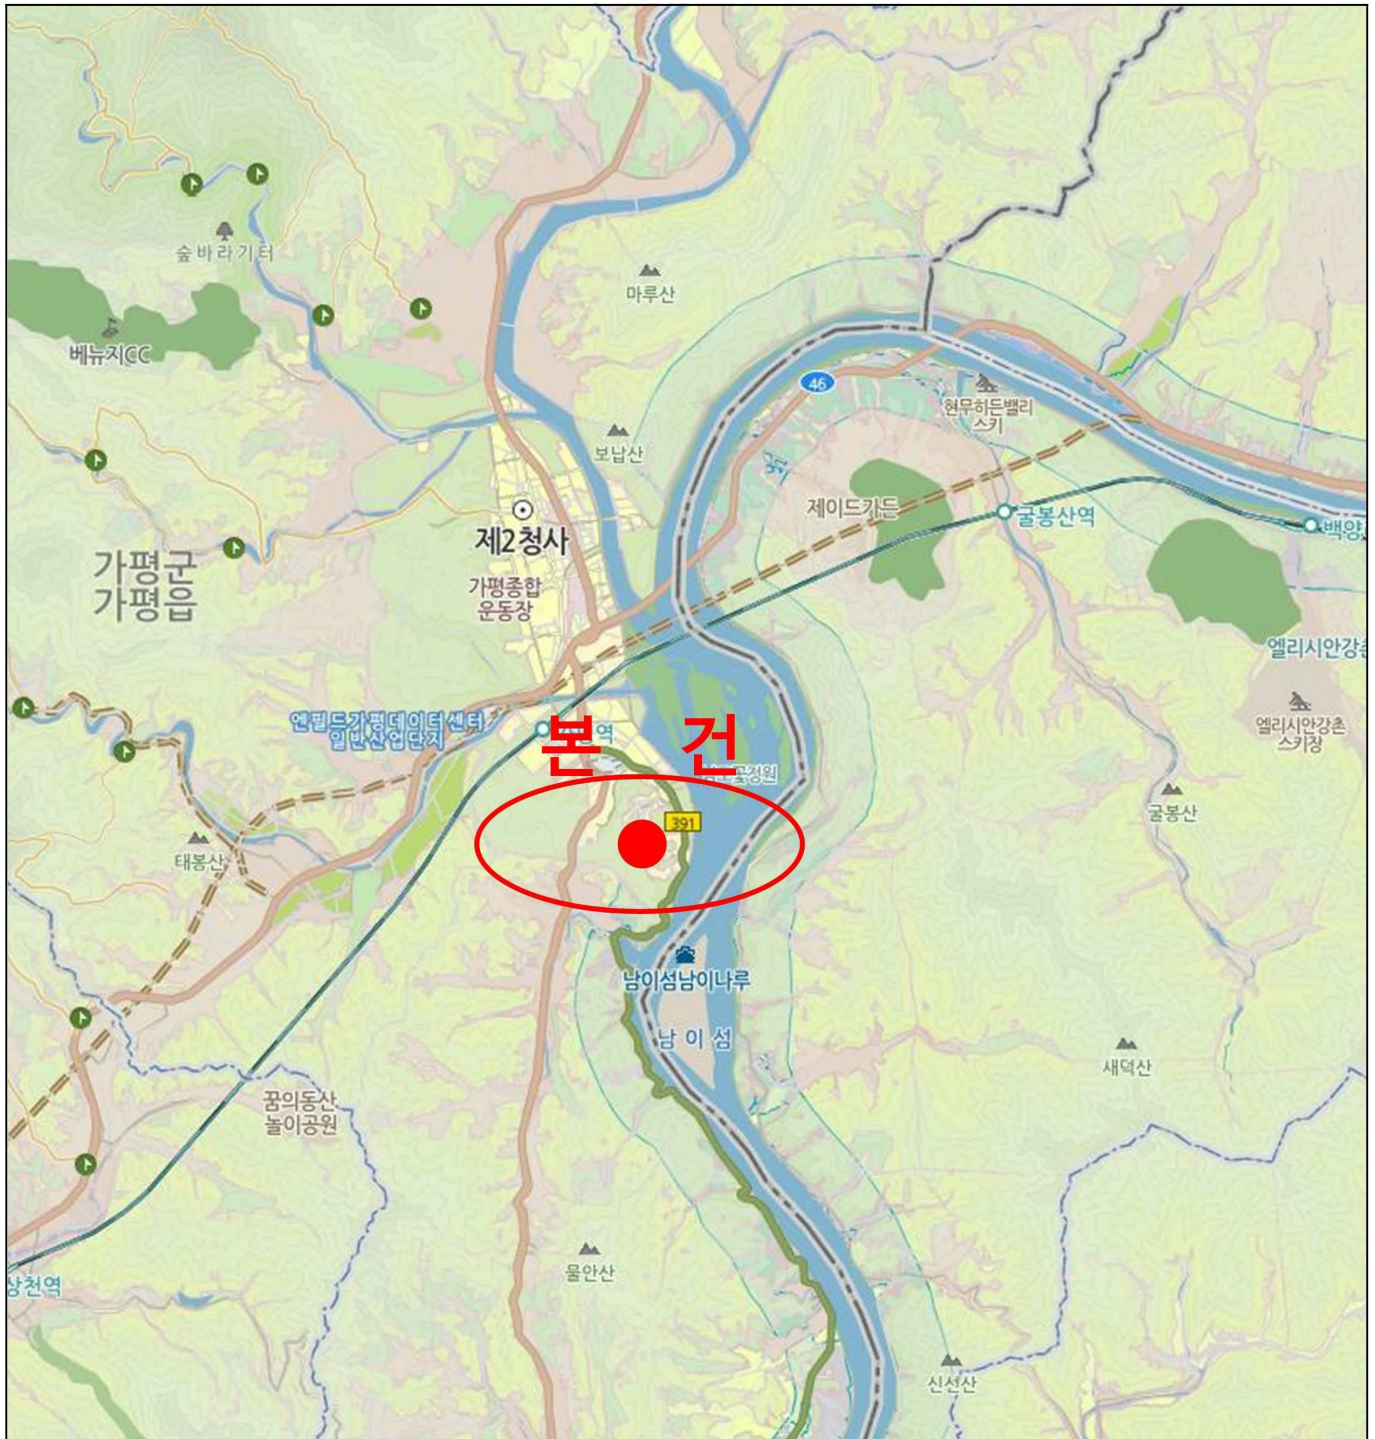 숲바라기터
마루산
베뉴지CC
46
현무히든밸리
스키
보납산
제이드가든
굴봉산역
백양
제2청사
가평군
가평읍
가평종합
운동장
엘리시안강촌
엔필드가평데이터센터
일반산업단지
본 건
엘리시안강촌
스키장
391
굴봉산
태봉산
남이섬남이나루
남이섬
새덕산
꿈의동산
놀이공원
물안산
상천역
신선산